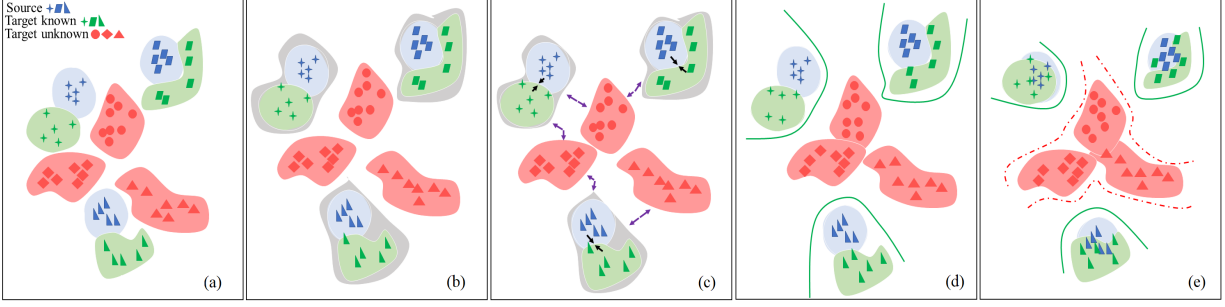 Source
Target known
Target unknown
(a)
(b)
(c)
(d)
(e)